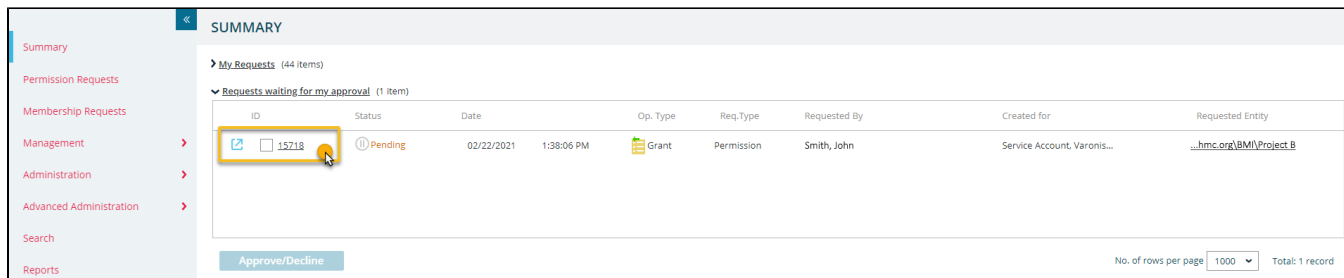 SUMMARY
Summary
My Requests (44 items)
Permission Requests
Requests waiting for my approval (1 item)
Membership Requests
ID Status Date Op. Type Req.Type Requested By Created for Requested Entity
Management
15718 Pending 02/22/2021 1:38:06 PM Grant Permission Smith, John Service Account, Varonis... ...hmc.org\BMI\Project B
Administration
Advanced Administration
Search
Approve/Decline No. of rows per page 1000 Total: 1 record
Reports